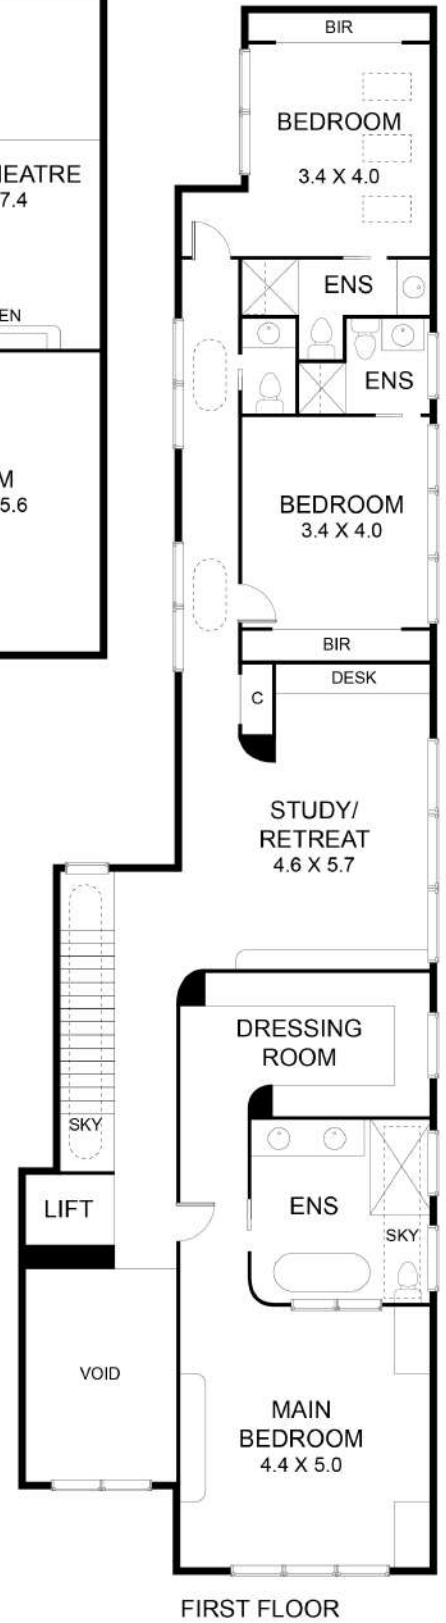 BIR
BEDROOM
3.4 X 4.0
EATRE
7.4
EN
ENS
ENS
M
5.6
BEDROOM
3.4 X 4.0
BIR
DESK
C
STUDY/
RETREAT
4.6 X 5.7
DRESSING
ROOM
SKY
LIFT
ENS
SKY
VOID
MAIN
BEDROOM
4.4 X 5.0
FIRST FLOOR